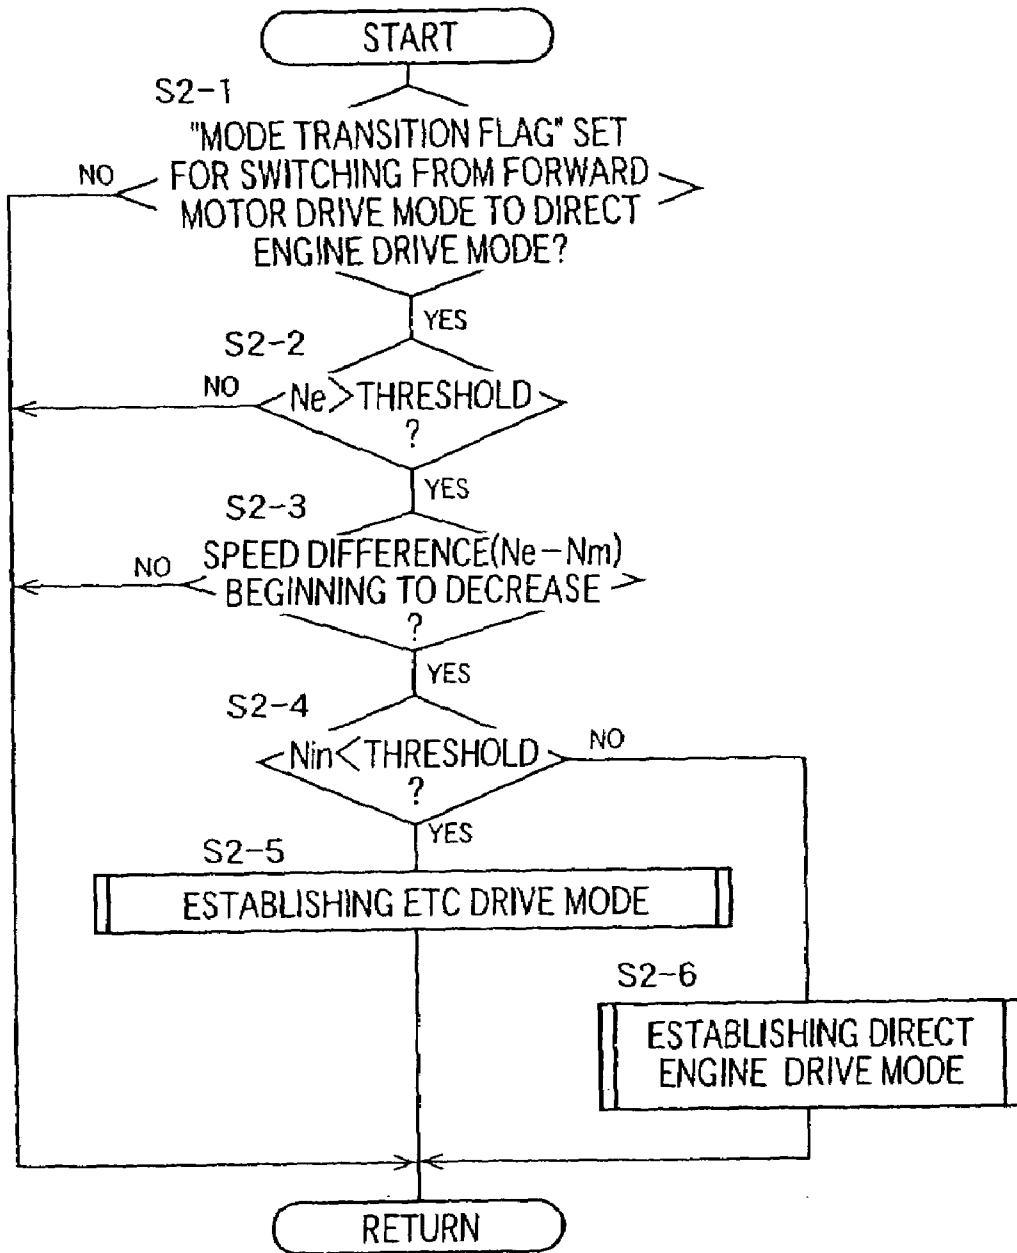 START
S2-1
"MODE TRANSITION FLAG" SET
FOR SWITCHING FROM FORWARD
MOTOR DRIVE MODE TO DIRECT
ENGINE DRIVE MODE?
NO
YES
S2-2
NO
Ne>THRESHOLD
?
YES
S2-3
SPEED DIFFERENCE(Ne-Nm)
NO
BEGINNING TO DECREASE
?
YES
S2-4
Nin<THRESHOLD
NO
?
YES
S2-5
ESTABLISHING ETC DRIVE MODE
S2-6
ESTABLISHING DIRECT
ENGINE DRIVE MODE
RETURN